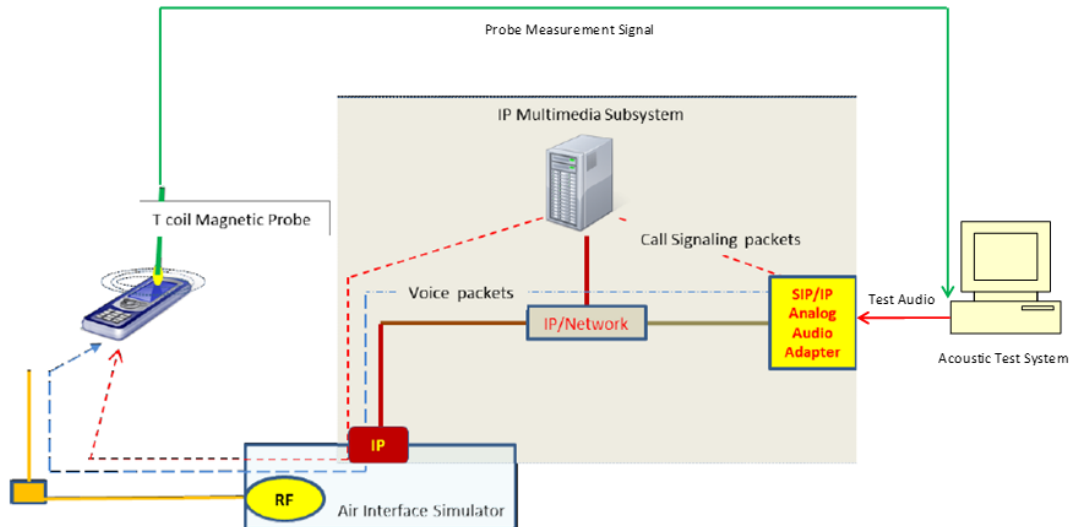 Probe Measurement Signal
IP Multimedia Subsystem
T coil Magnetic Probe
Call Signaling packets
Voice packets
SIP/IP
Analog
Audio
Adapter
Test Audio
IP/Network
Acoustic Test System
IP
RF
Air Interface Simulator